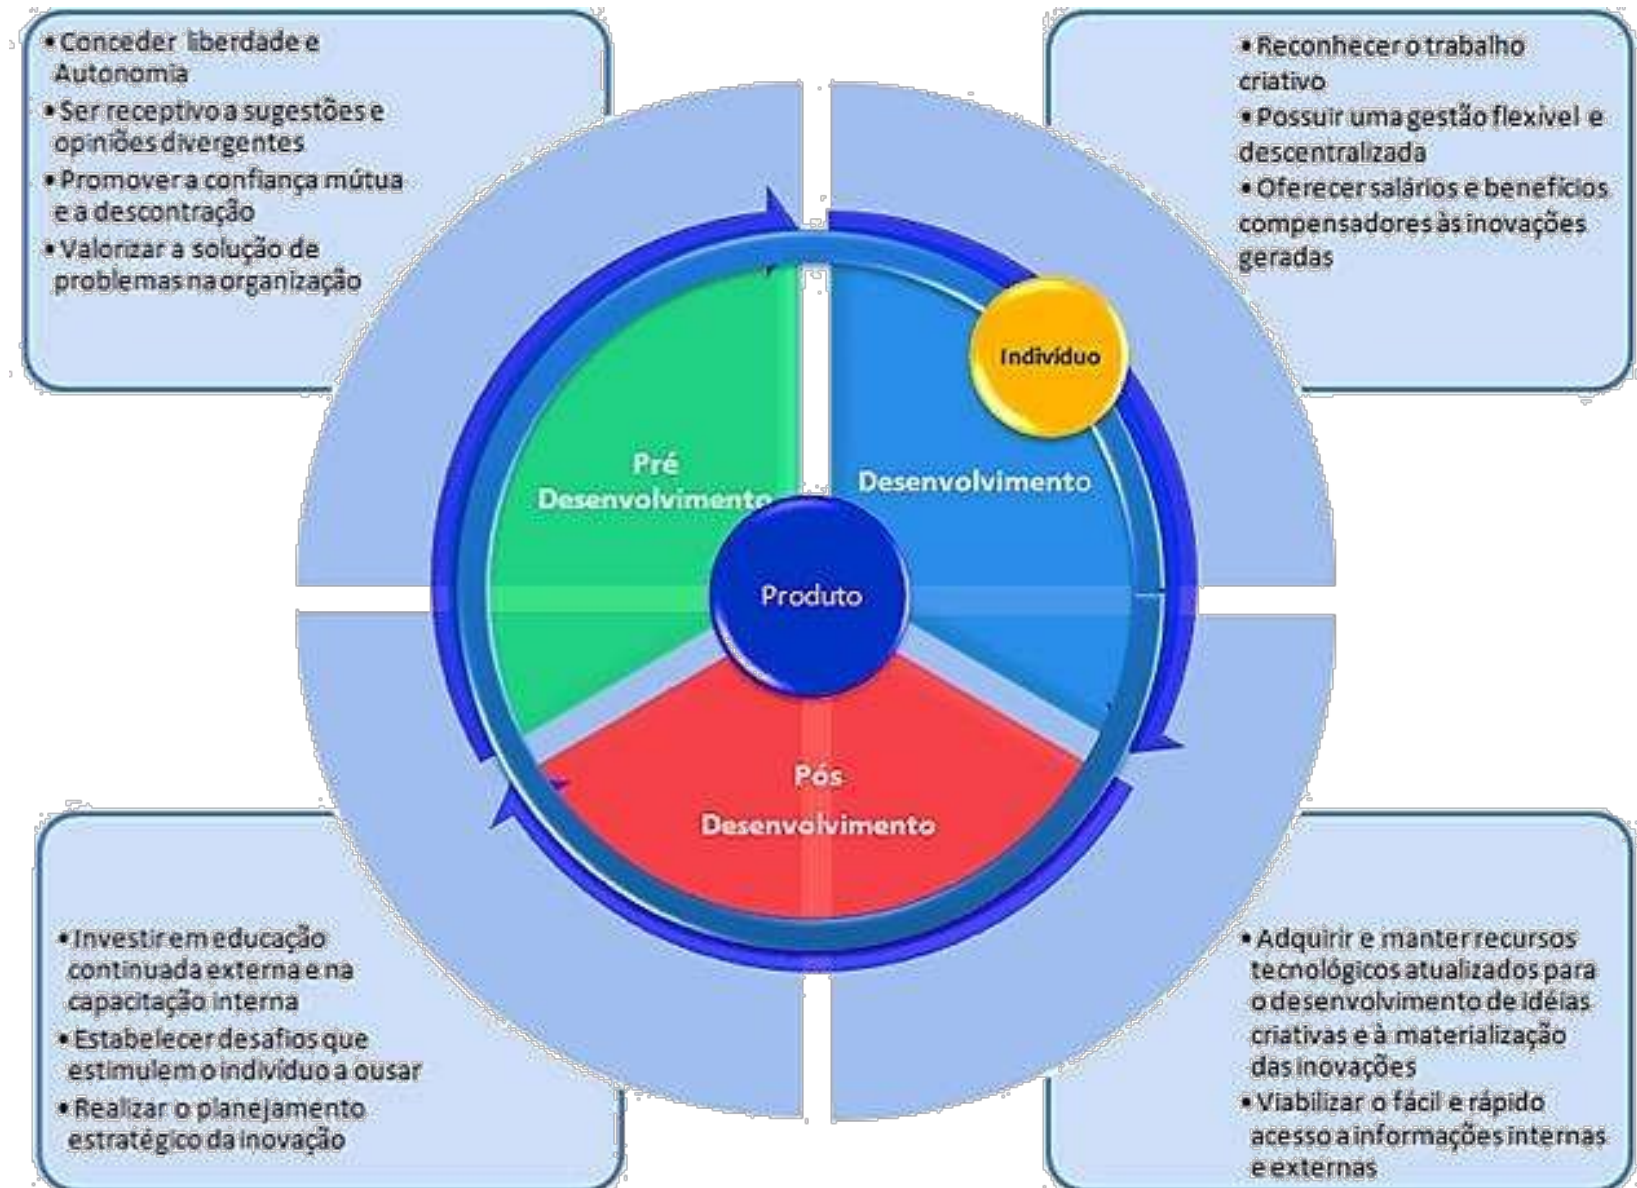 • Conceder liberdade e
Autonomia
• Ser receptivo a sugestões e
opiniões divergentes
• Promover a confiança mútua
e a descontração
• Valorizar a solução de
problemas na organização
• Reconhecer o trabalho
criativo
• Possuir uma gestão flexível e
descentralizada
• Oferecer salários e benefícios
compensadores às inovações
geradas
Indivíduo
Pré
Desenvolvimento
Desenvolvimento
Produto
Pós
Desenvolvimento
• Investir em educação
continuada externa e na
capacitação interna
• Estabelecer desafios que
estimulem o indivíduo a ousar
• Realizar o planejamento
estratégico da inovação
• Adquirir e manter recursos
tecnológicos atualizados para
o desenvolvimento de idéias
criativas e à materialização
das inovações
• Viabilizar o fácil e rápido
acesso a informações internas
e externas